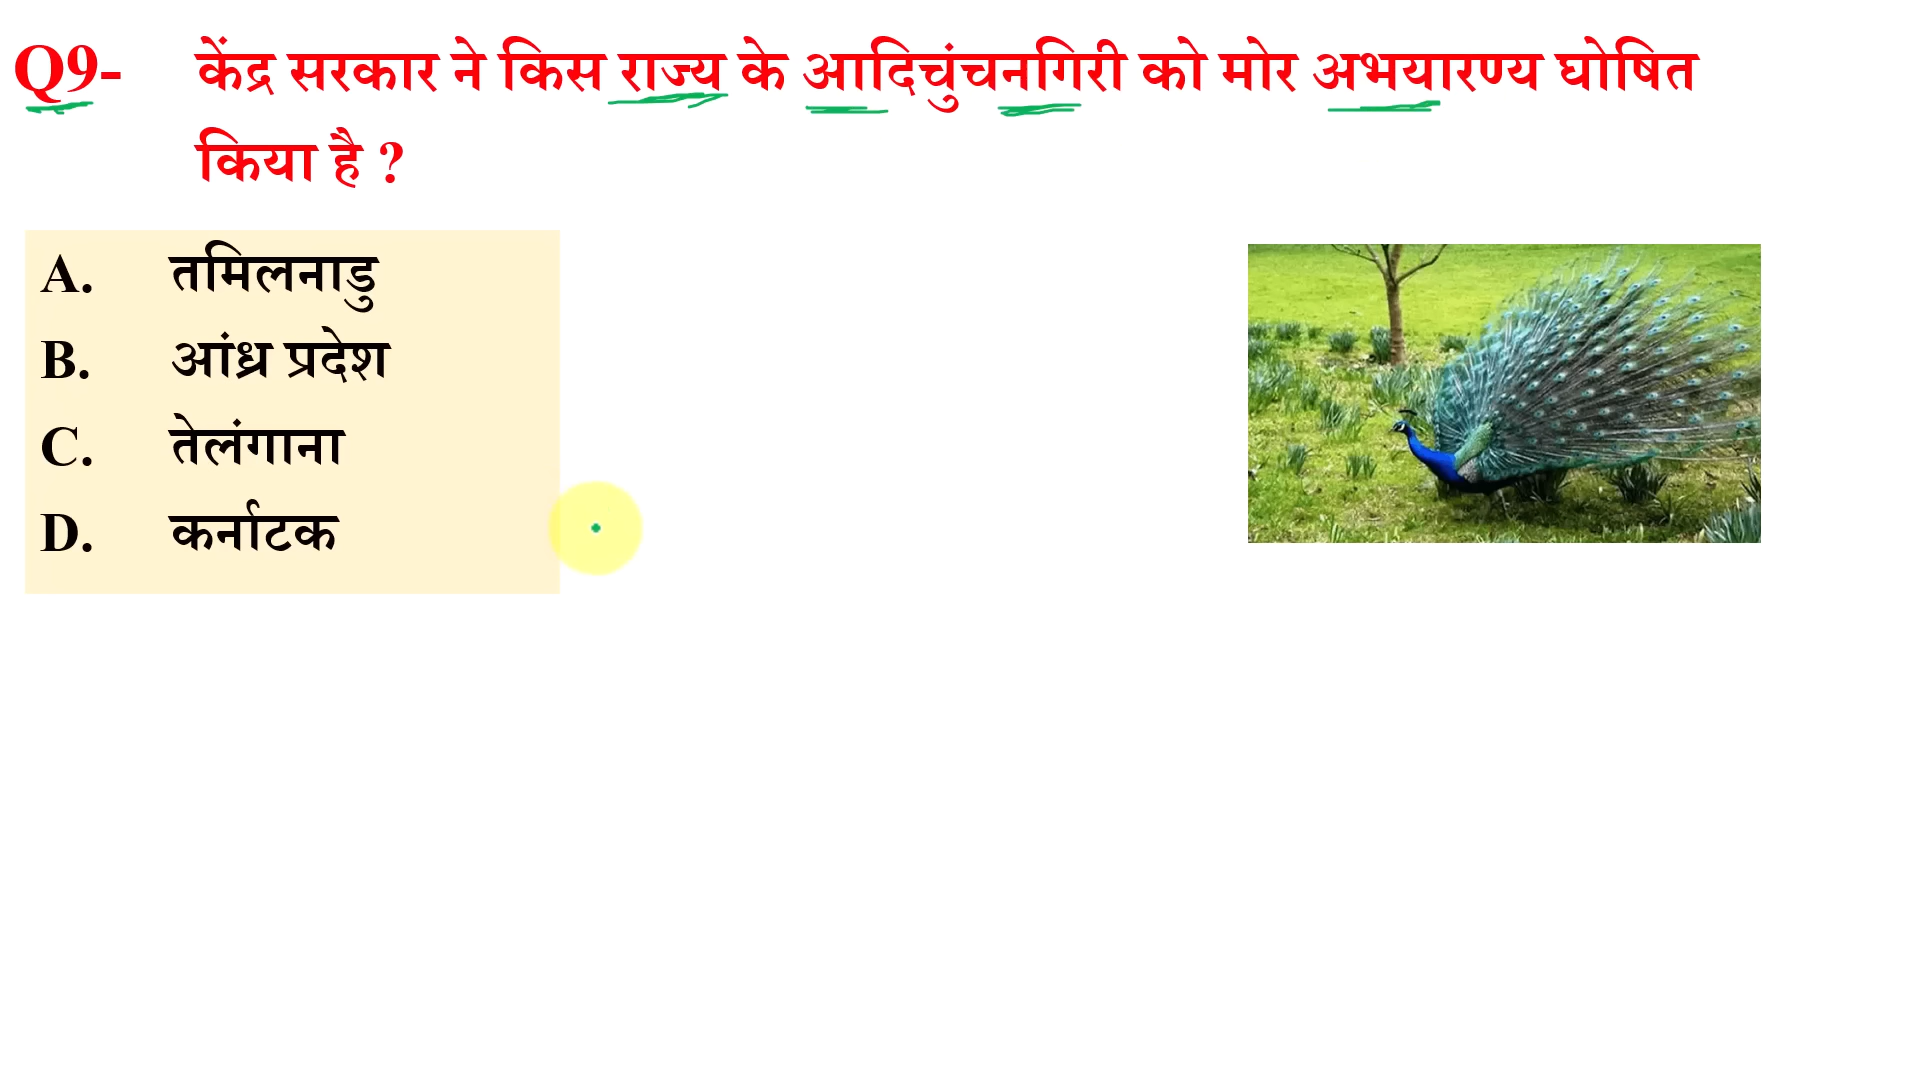 Q9- केंद्र सरकार ने किस राज्य के आदिचुंचनगिरी को मोर अभयारण्य घोषित
किया है ?
A. तमिलनाडु
B. आंध्र प्रदेश
C. तेलंगाना
D. कर्नाटक